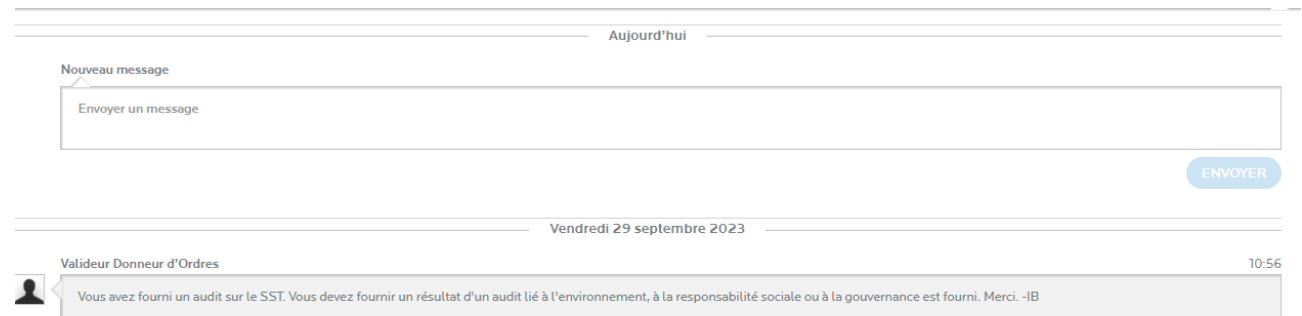 Aujourd'hui
Nouveau message
Envoyer un message
ENVOYER
Vendredi 29 septembre 2023
Valideur Donneur d'Ordres 10:56
Vous avez fourni un audit sur le SST. Vous devez fournir un résultat d'un audit lié à l'environnement, à la responsabilité sociale ou à la gouvernance est fourni. Merci. -IB